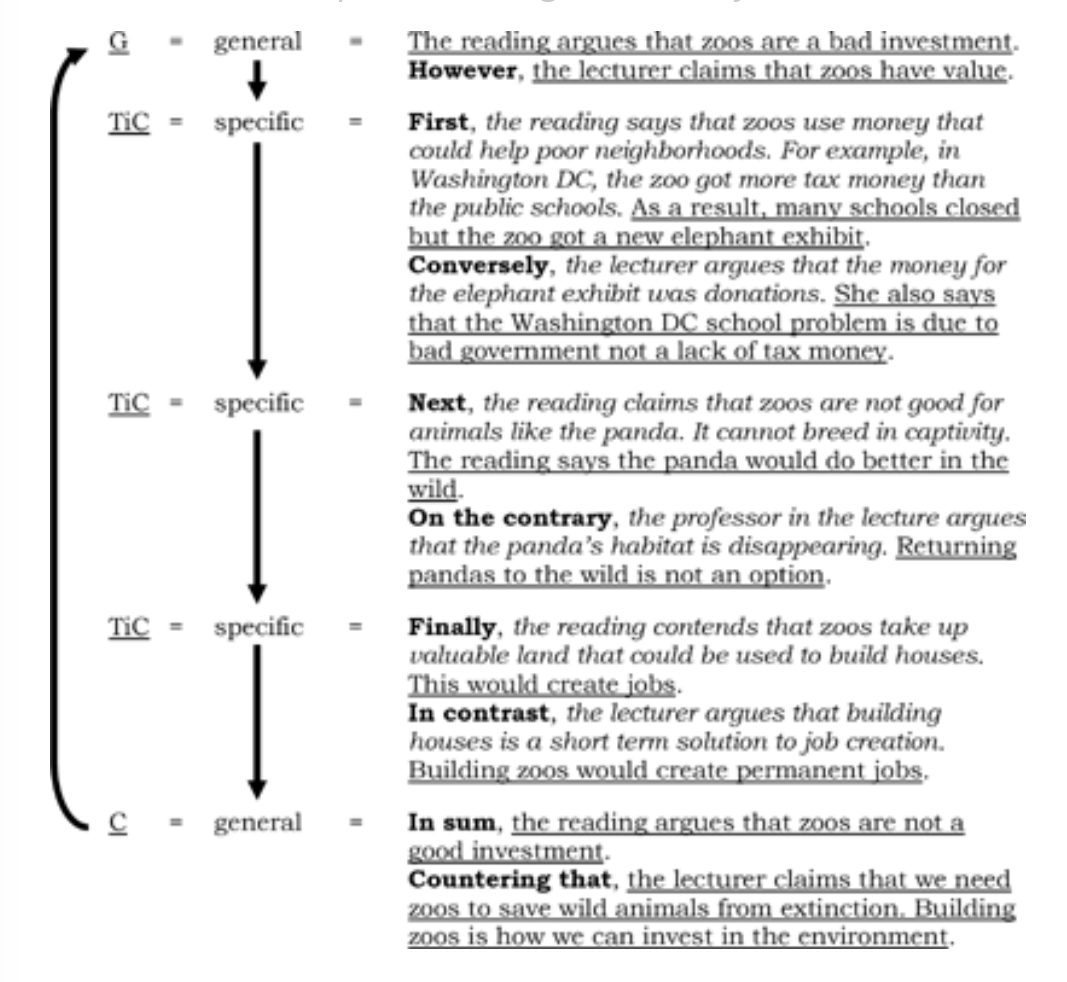 G = general = The reading argues that zoos are a bad investment.
However, the lecturer claims that zoos have value.
TiC = specific = First, the reading says that zoos use money that
could help poor neighborhoods. For example, in
Washington DC, the zoo got more tax money than
the public schools. As a result, many schools closed
but the zoo got a new elephant exhibit.
Conversely, the lecturer argues that the money for
the elephant exhibit was donations. She also says
that the Washington DC school problem is due to
bad government not a lack of tax money.
TiC = specific = Next, the reading claims that zoos are not good for
animals like the panda. It cannot breed in captivity.
The reading says the panda would do better in the
wild.
On the contrary, the professor in the lecture argues
that the panda's habitat is disappearing. Returning
pandas to the wild is not an option.
TiC = specific = Finally, the reading contends that zoos take up
valuable land that could be used to build houses.
This would create jobs.
In contrast, the lecturer argues that building
houses is a short term solution to job creation.
Building zoos would create permanent jobs.
C = general = In sum, the reading argues that zoos are not a
good investment.
Countering that, the lecturer claims that we need
zoos to save wild animals from extinction. Building
zoos is how we can invest in the environment.